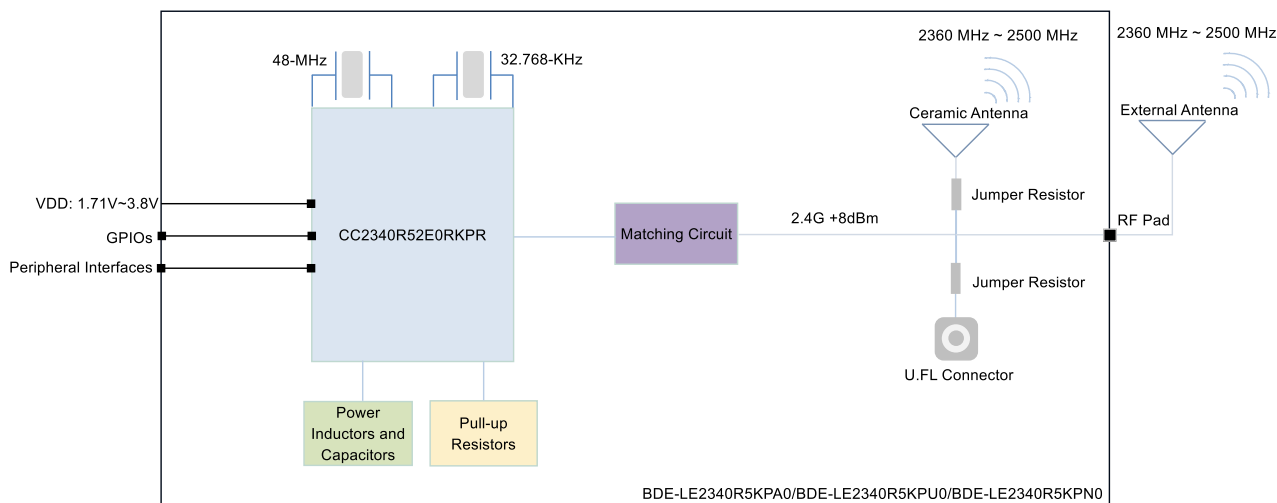 2360 MHz ~ 2500 MHz
2360 MHz ~ 2500 MHz
48-MHz
32.768-KHz
Ceramic Antenna
External Antenna
Jumper Resistor
VDD: 1.71V~3.8V
GPIOs
Peripheral Interfaces
CC2340R52E0RKPR
Matching Circuit
2.4G +8dBm
RF Pad
Jumper Resistor
U.FL Connector
Power
Inductors and
Capacitors
Pull-up
Resistors
BDE-LE2340R5KPA0/BDE-LE2340R5KPU0/BDE-LE2340R5KPN0